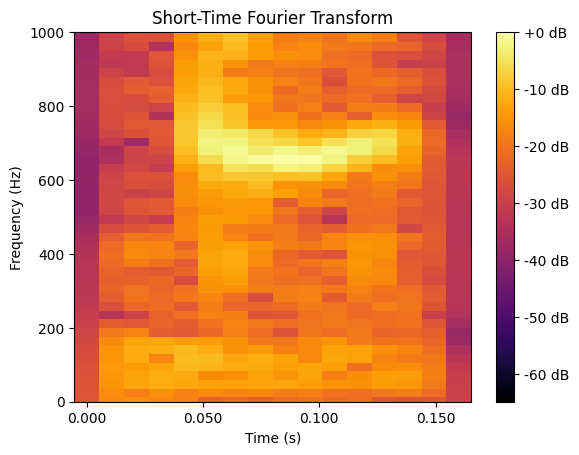 Short-Time Fourier Transform
Frequency (Hz)
1000
800
600
400
200
0
0.000
0.050
0.100
0.150
Time (s)
+0 dB
-10 dB
-20 dB
-30 dB
-40 dB
-50 dB
-60 dB